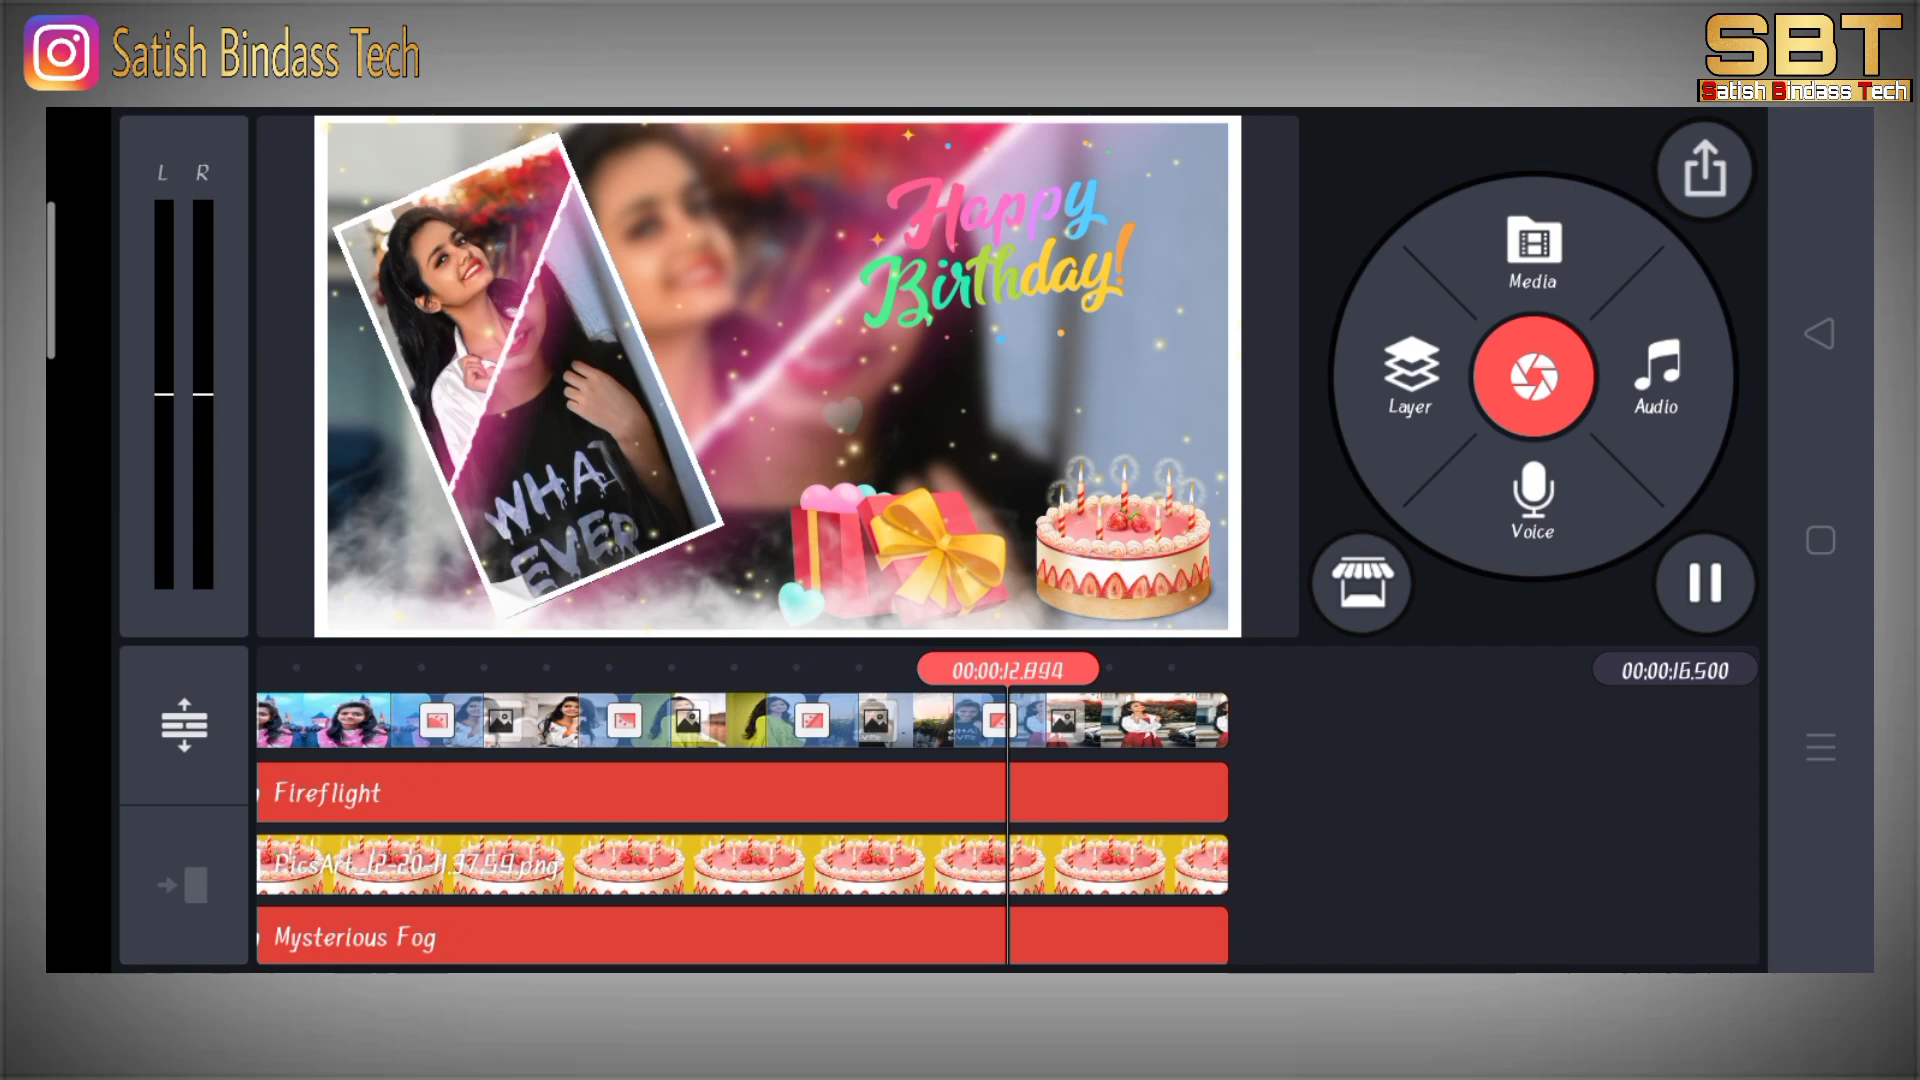 Satish Bindass Tech
SBT
Satish Bindass Tech
L R
Happy
Birthday!
WHAT
EVER
Media
Layer
Audio
Voice
00:00:12.894
00:00:16.500
Fireflight
PicsArt_12-20-11.37.59.png
Mysterious Fog